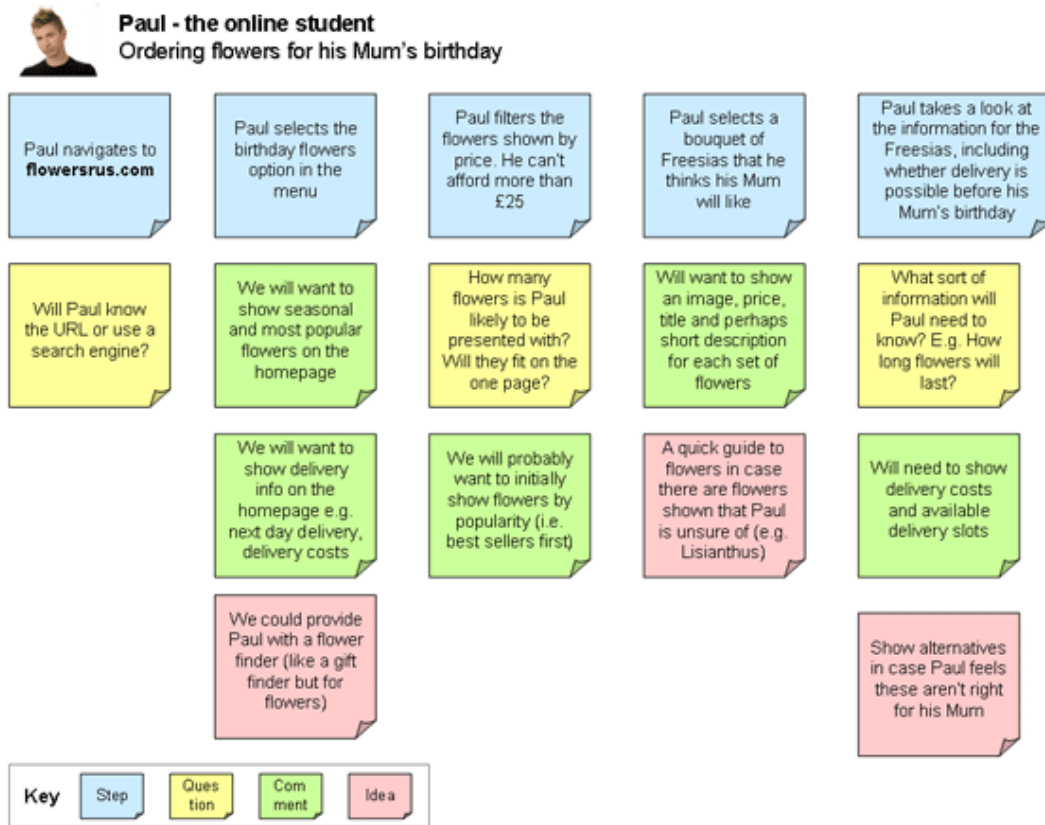 Paul - the online student
Ordering flowers for his Mum's birthday
Paul navigates to
flowersrus.com
Paul selects the
birthday flowers
option in the
menu
Paul filters the
flowers shown by
price. He can't
afford more than
£25
Paul selects a
bouquet of
Freesias that he
thinks his Mum
will like
Paul takes a look at
the information for the
Freesias, including
whether delivery is
possible before his
Mum's birthday
Will Paul know
the URL or use a
search engine?
We will want to
show seasonal
and most popular
flowers on the
homepage
How many
flowers is Paul
likely to be
presented with?
Will they fit on the
one page?
Will want to show
an image, price,
title and perhaps
short description
for each set of
flowers
What sort of
information will
Paul need to
know? E.g. How
long flowers will
last?
We will want to
show delivery
info on the
homepage e.g.
next day delivery,
delivery costs
We will probably
want to initially
show flowers by
popularity (i.e.
best sellers first)
A quick guide to
flowers in case
there are flowers
shown that Paul
is unsure of (e.g.
Lisianthus)
Will need to show
delivery costs
and available
delivery slots
We could provide
Paul with a flower
finder (like a gift
finder but for
flowers)
Show alternatives
in case Paul feels
these aren't right
for his Mum
Key
Step
Ques
tion
Com
ment
Idea